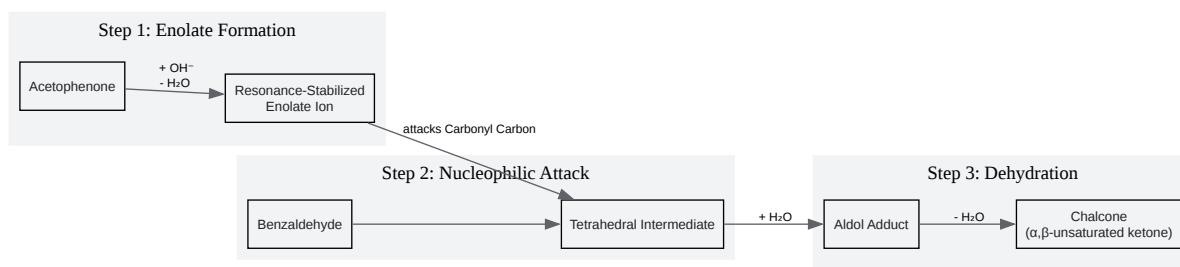 Step 1: Enolate Formation
Acetophenone
+ OH⁻
- H₂O
Resonance-Stabilized
Enolate Ion
attacks Carbonyl Carbon
Step 2: Nucleophilic Attack
Benzaldehyde
Tetrahedral Intermediate
+ H₂O
Step 3: Dehydration
Aldol Adduct
- H₂O
Chalcone
(α,β-unsaturated ketone)